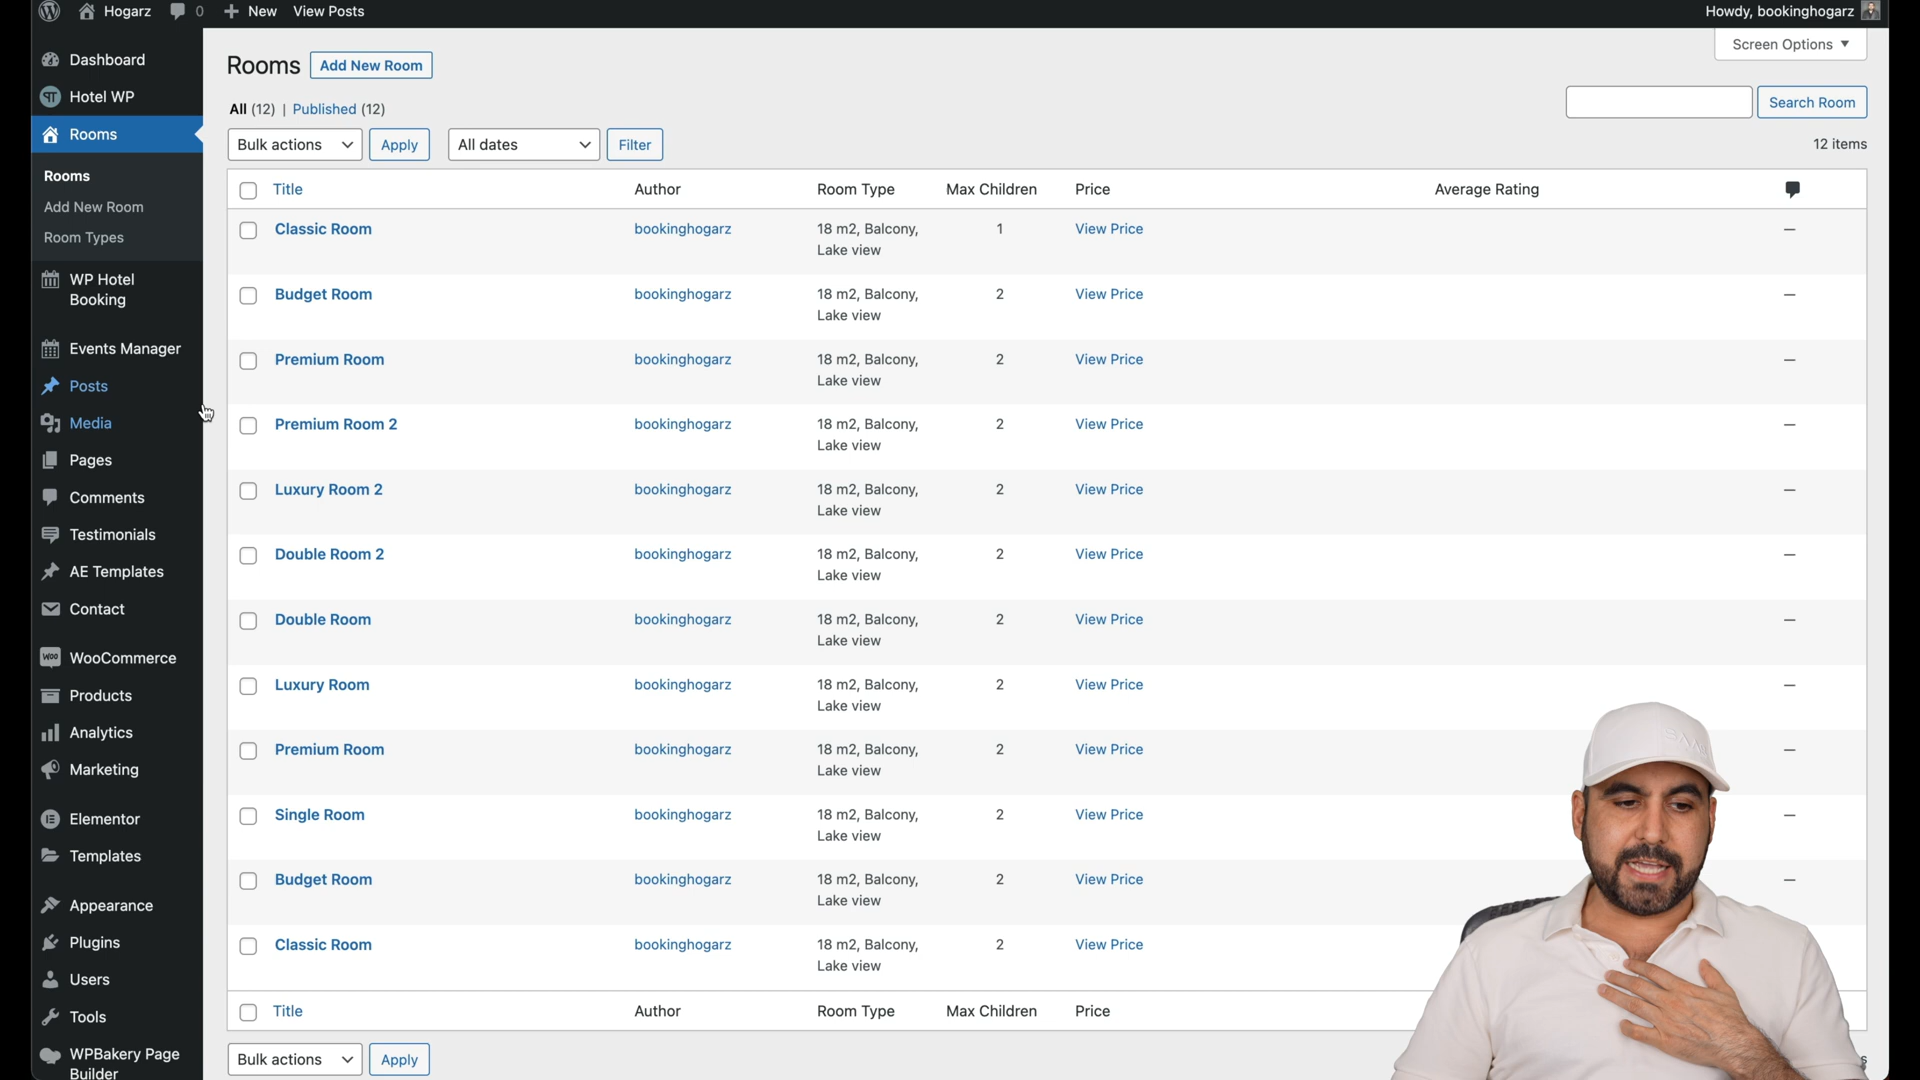 Hogarz 0 + New View Posts Howdy, bookinghogarz
Screen Options ▼
Dashboard
Hotel WP
Rooms
Rooms
Add New Room
Room Types
WP Hotel
Booking
Events Manager
Posts
Media
Pages
Comments
Testimonials
AE Templates
Contact
WooCommerce
Products
Analytics
Marketing
Elementor
Templates
Appearance
Plugins
Users
Tools
WPBakery Page
Builder
Rooms Add New Room
All (12) | Published (12)
Search Room
Bulk actions Apply All dates Filter 12 items
Title Author Room Type Max Children Price Average Rating
Classic Room bookinghogarz 18 m2, Balcony, 1 View Price —
Lake view
Budget Room bookinghogarz 18 m2, Balcony, 2 View Price —
Lake view
Premium Room bookinghogarz 18 m2, Balcony, 2 View Price —
Lake view
Premium Room 2 bookinghogarz 18 m2, Balcony, 2 View Price —
Lake view
Luxury Room 2 bookinghogarz 18 m2, Balcony, 2 View Price —
Lake view
Double Room 2 bookinghogarz 18 m2, Balcony, 2 View Price —
Lake view
Double Room bookinghogarz 18 m2, Balcony, 2 View Price —
Lake view
Luxury Room bookinghogarz 18 m2, Balcony, 2 View Price —
Lake view
Premium Room bookinghogarz 18 m2, Balcony, 2 View Price —
Lake view
Single Room bookinghogarz 18 m2, Balcony, 2 View Price —
Lake view
Budget Room bookinghogarz 18 m2, Balcony, 2 View Price —
Lake view
Classic Room bookinghogarz 18 m2, Balcony, 2 View Price
Lake view
Title Author Room Type Max Children Price
Bulk actions Apply